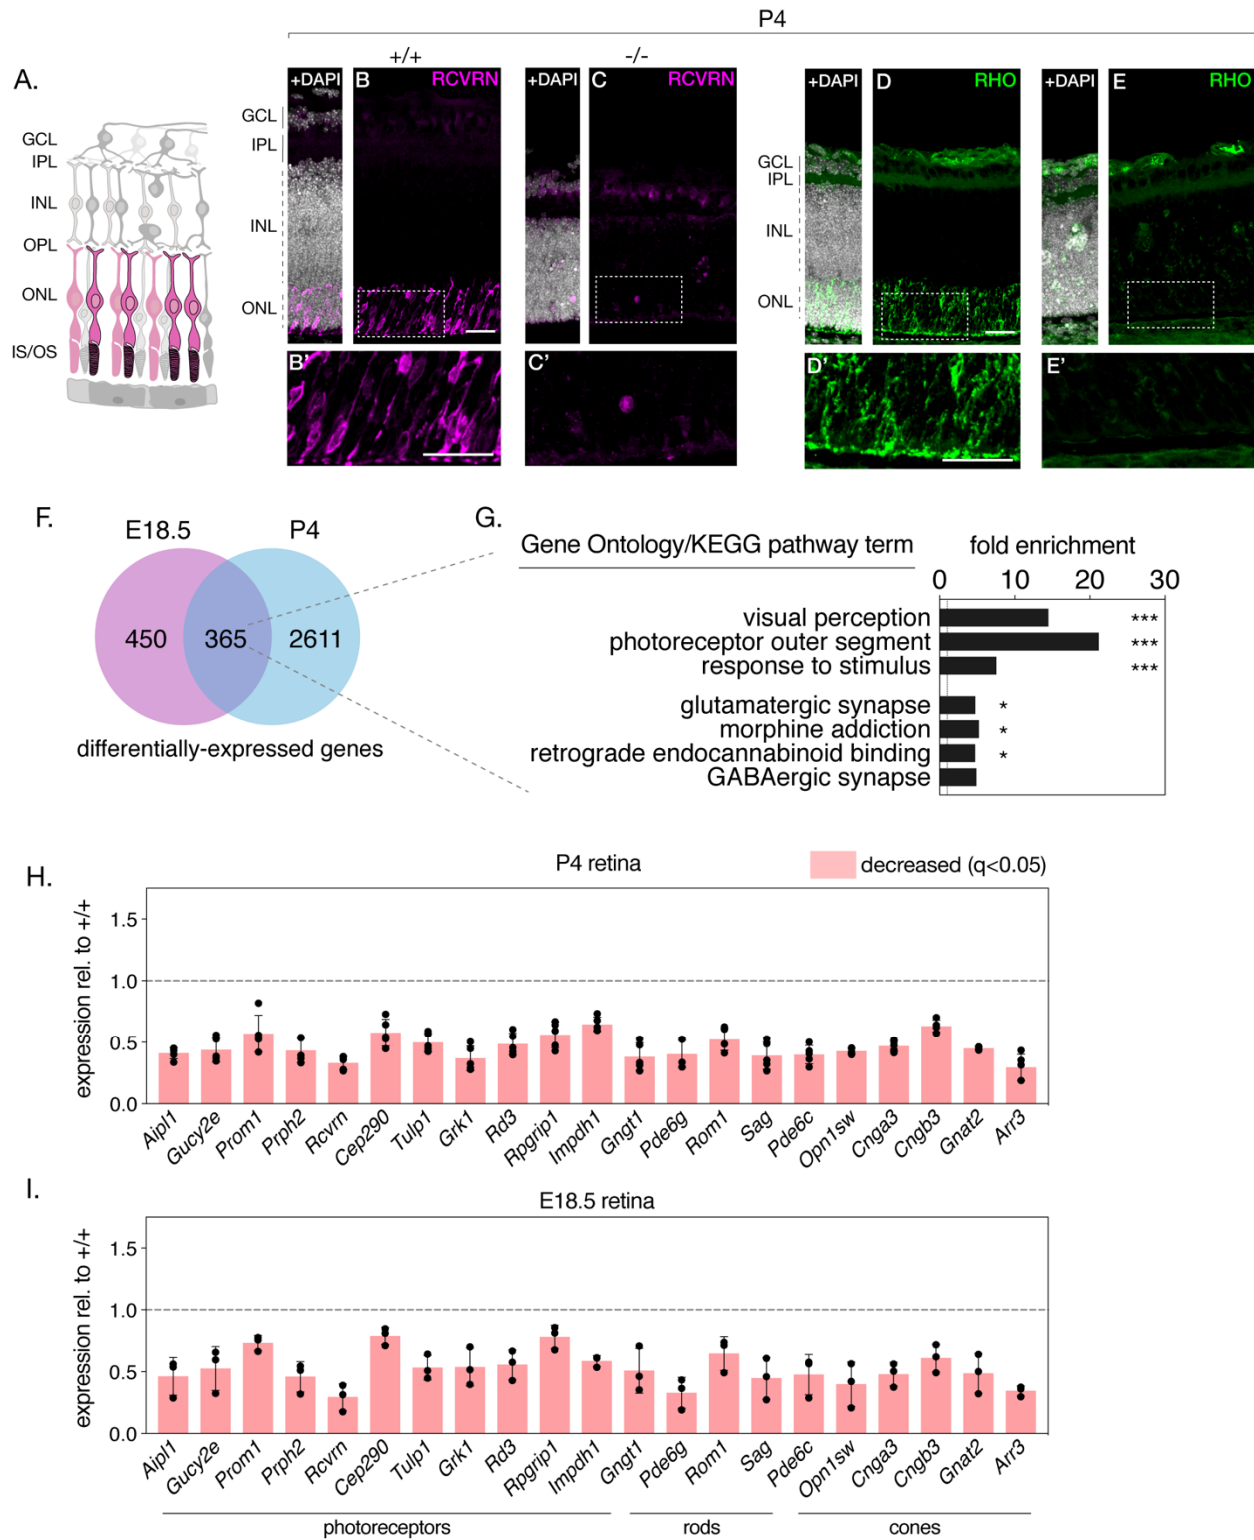 P4
+/+
-/-
A.
+DAPI
B
RCVRN
+DAPI
C
RCVRN
+DAPI
D
RHO
+DAPI
E
RHO
GCL
IPL
INL
OPL
ONL
IS/OS
GCL
IPL
INL
ONL
GCL
IPL
INL
ONL
B'
C'
D'
E'
F.
E18.5
P4
450
365
2611
differentially-expressed genes
G.
Gene Ontology/KEGG pathway term
fold enrichment
0 10 20 30
visual perception ***
photoreceptor outer segment ***
response to stimulus ***
glutamatergic synapse *
morphine addiction *
retrograde endocannabinoid binding *
GABAergic synapse
H.
P4 retina
decreased (q<0.05)
expression rel. to +/+
1.5
1.0
0.5
0.0
Aipl1 Gucy2e Prom1 Prph2 Rcvrn Cep290 Tulp1 Grk1 Rd3 Rpgrip1 Impdh1 Gngt1 Pde6g Rom1 Sag Pde6c Opn1sw Cnga3 Cngb3 Gnat2 Arr3
I.
E18.5 retina
expression rel. to +/+
1.5
1.0
0.5
0.0
Aipl1 Gucy2e Prom1 Prph2 Rcvrn Cep290 Tulp1 Grk1 Rd3 Rpgrip1 Impdh1 Gngt1 Pde6g Rom1 Sag Pde6c Opn1sw Cnga3 Cngb3 Gnat2 Arr3
photoreceptors
rods
cones